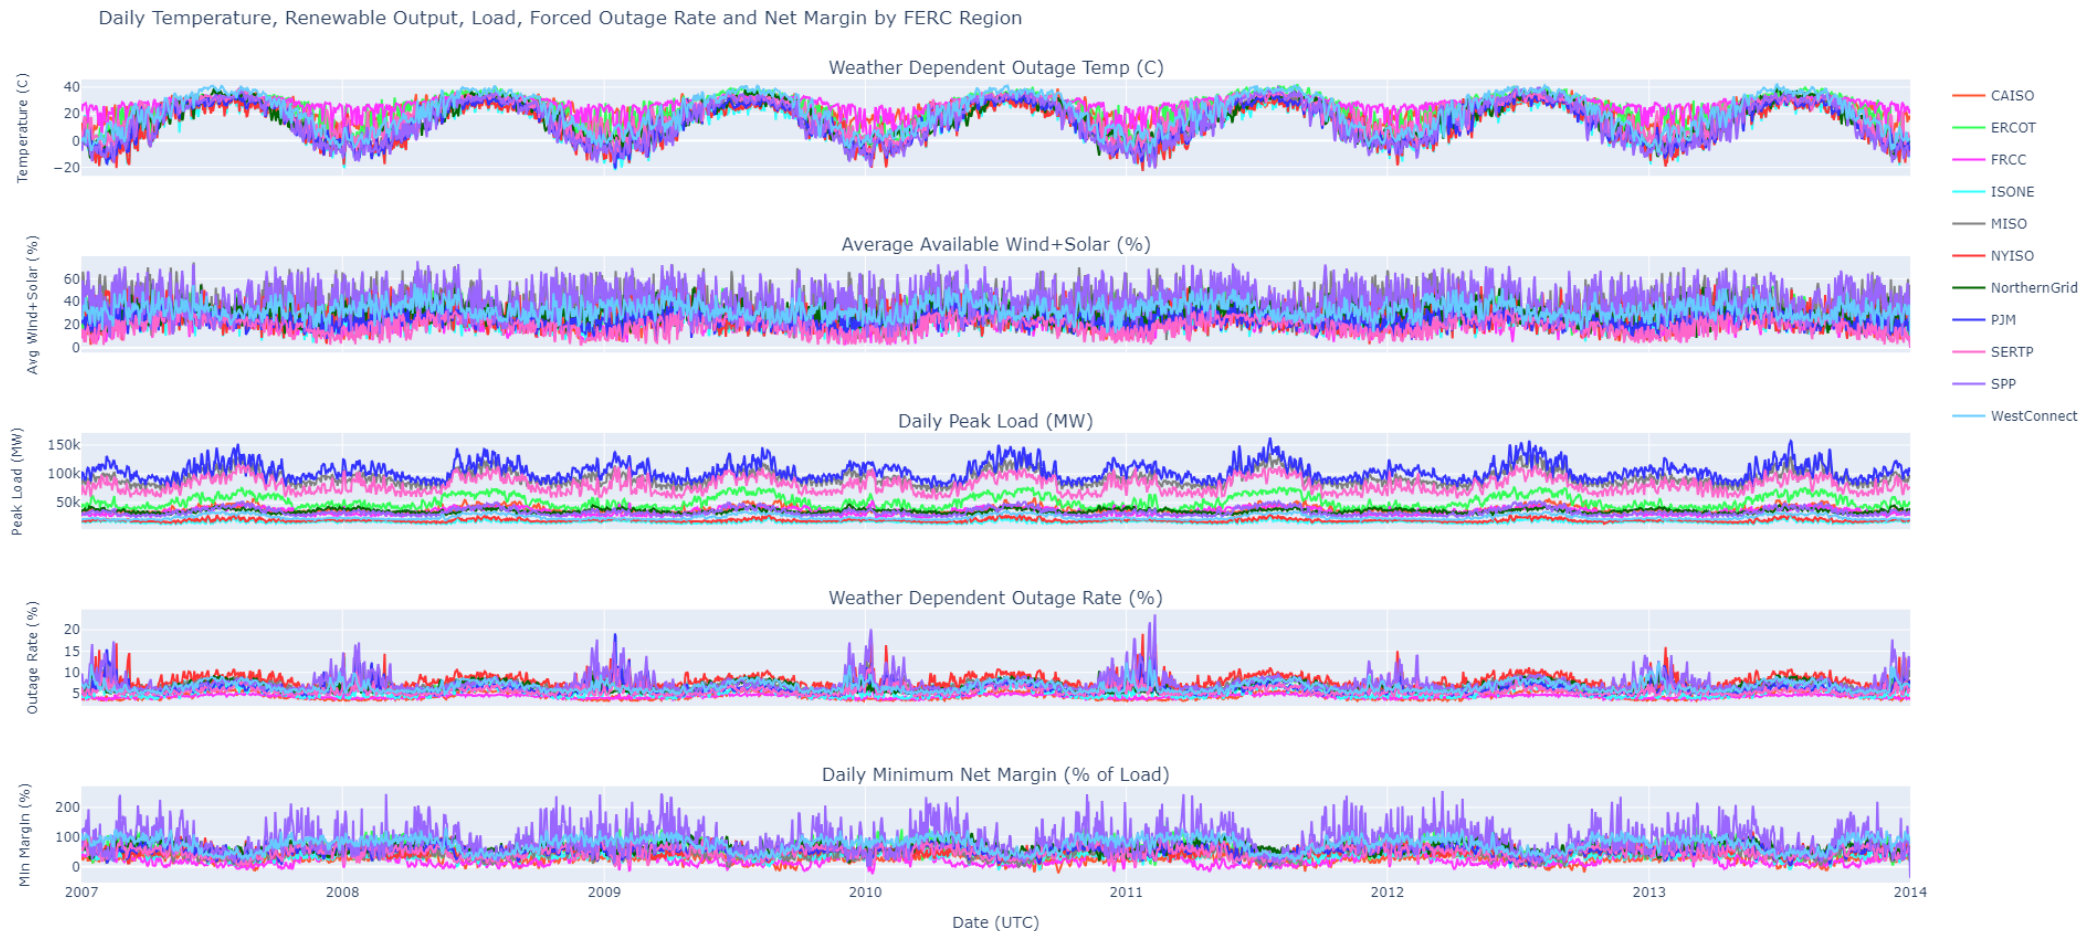 Daily Temperature, Renewable Output, Load, Forced Outage Rate and Net Margin by FERC Region
Weather Dependent Outage Temp (C)
Temperature (C)
40
20
0
−20
Average Available Wind+Solar (%)
Avg Wind+Solar (%)
60
40
20
0
Daily Peak Load (MW)
Peak Load (MW)
150k
100k
50k
Weather Dependent Outage Rate (%)
Outage Rate (%)
20
15
10
5
Daily Minimum Net Margin (% of Load)
Min Margin (%)
200
100
0
2007
2008
2009
2010
2011
2012
2013
2014
Date (UTC)
CAISO
ERCOT
FRCC
ISONE
MISO
NYISO
NorthernGrid
PJM
SERTP
SPP
WestConnect